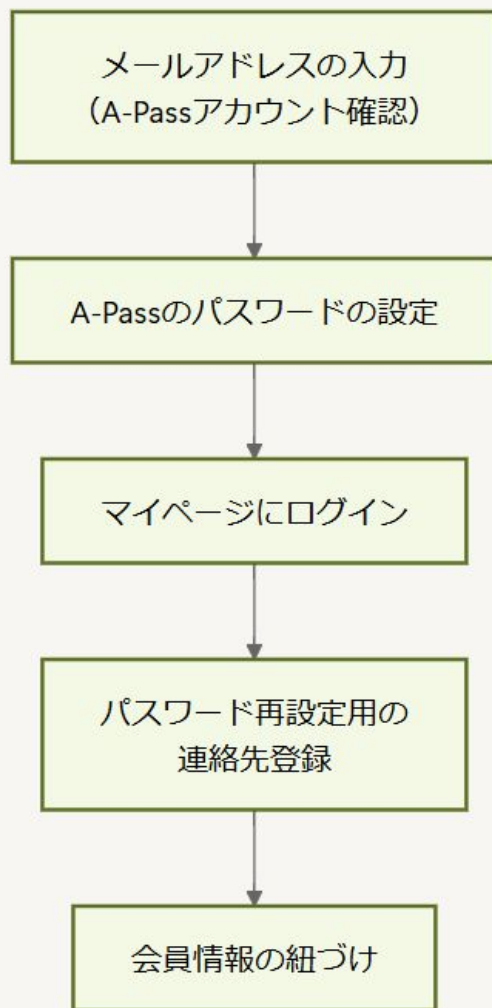 メールアドレスの入力
（A-Passアカウント確認）
A-Passのパスワードの設定
マイページにログイン
パスワード再設定用の
連絡先登録
会員情報の紐づけ